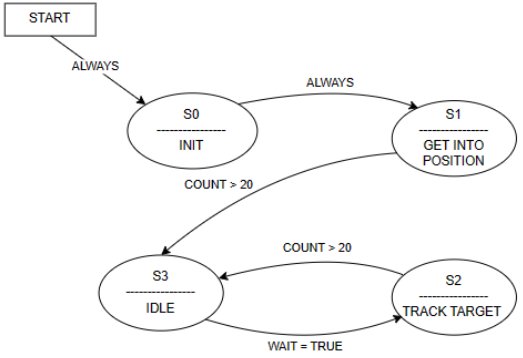 START
ALWAYS
ALWAYS
S0
----------------
INIT
S1
----------------
GET INTO
POSITION
COUNT > 20
COUNT > 20
S3
----------------
IDLE
S2
----------------
TRACK TARGET
WAIT = TRUE